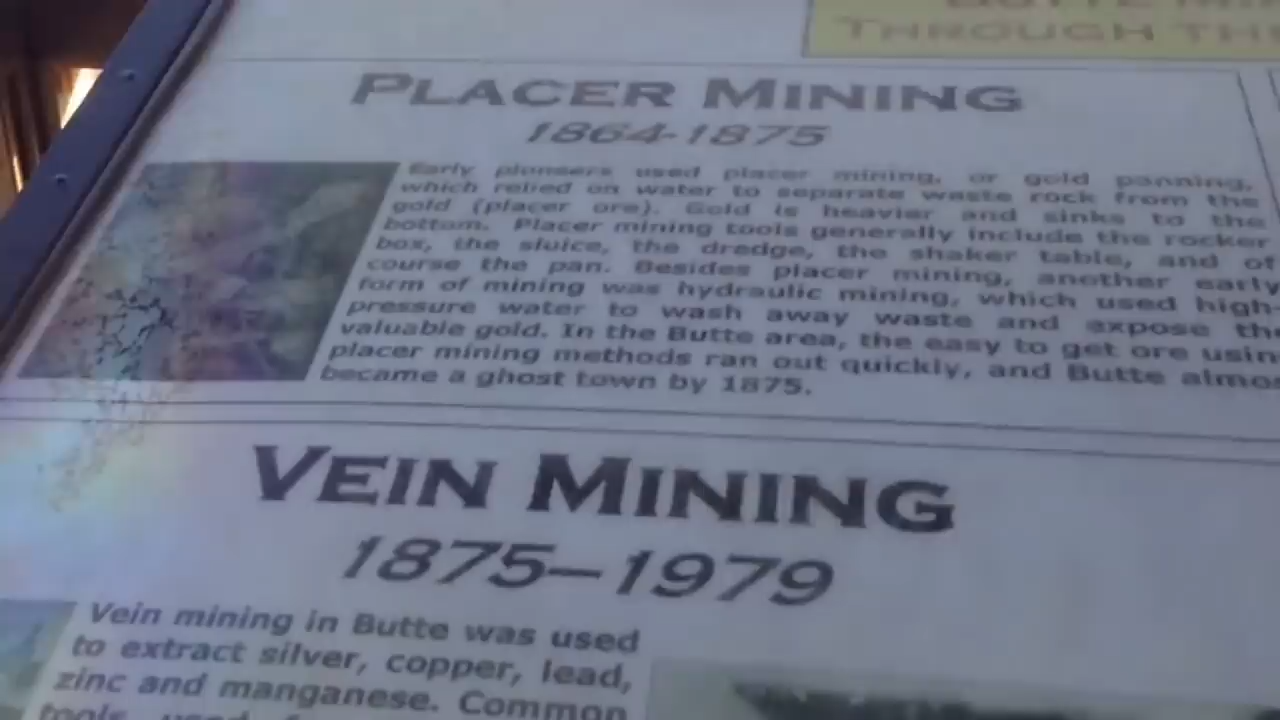 THROUGH TH
PLACER MINING
1864-1875
Early pioneers used placer mining, or gold panning,
which relied on water to separate waste rock from the
gold (placer ore). Gold is heavier and sinks to the
bottom. Placer mining tools generally include the rocker
box, the sluice, the dredge, the shaker table, and of
course the pan. Besides placer mining, another early
form of mining was hydraulic mining, which used high-
pressure water to wash away waste and expose the
valuable gold. In the Butte area, the easy to get ore usin
placer mining methods ran out quickly, and Butte almos
became a ghost town by 1875.
VEIN MINING
1875–1979
Vein mining in Butte was used
to extract silver, copper, lead,
zinc and manganese. Common
tools used